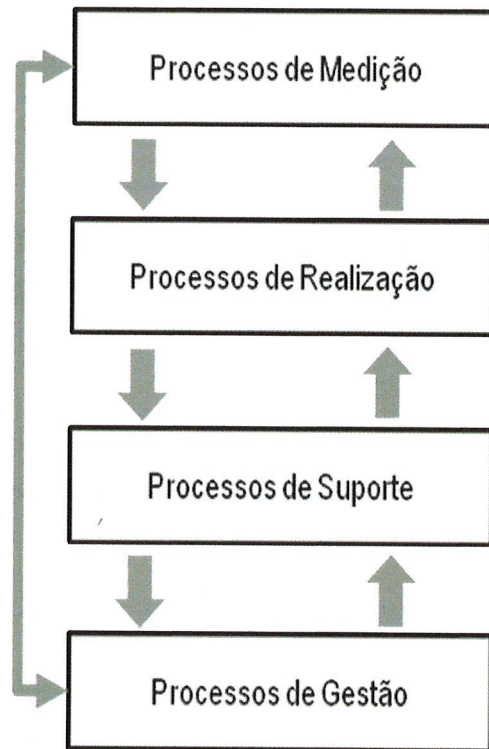 Processos de Medição
Processos de Realização
Processos de Suporte
Processos de Gestão